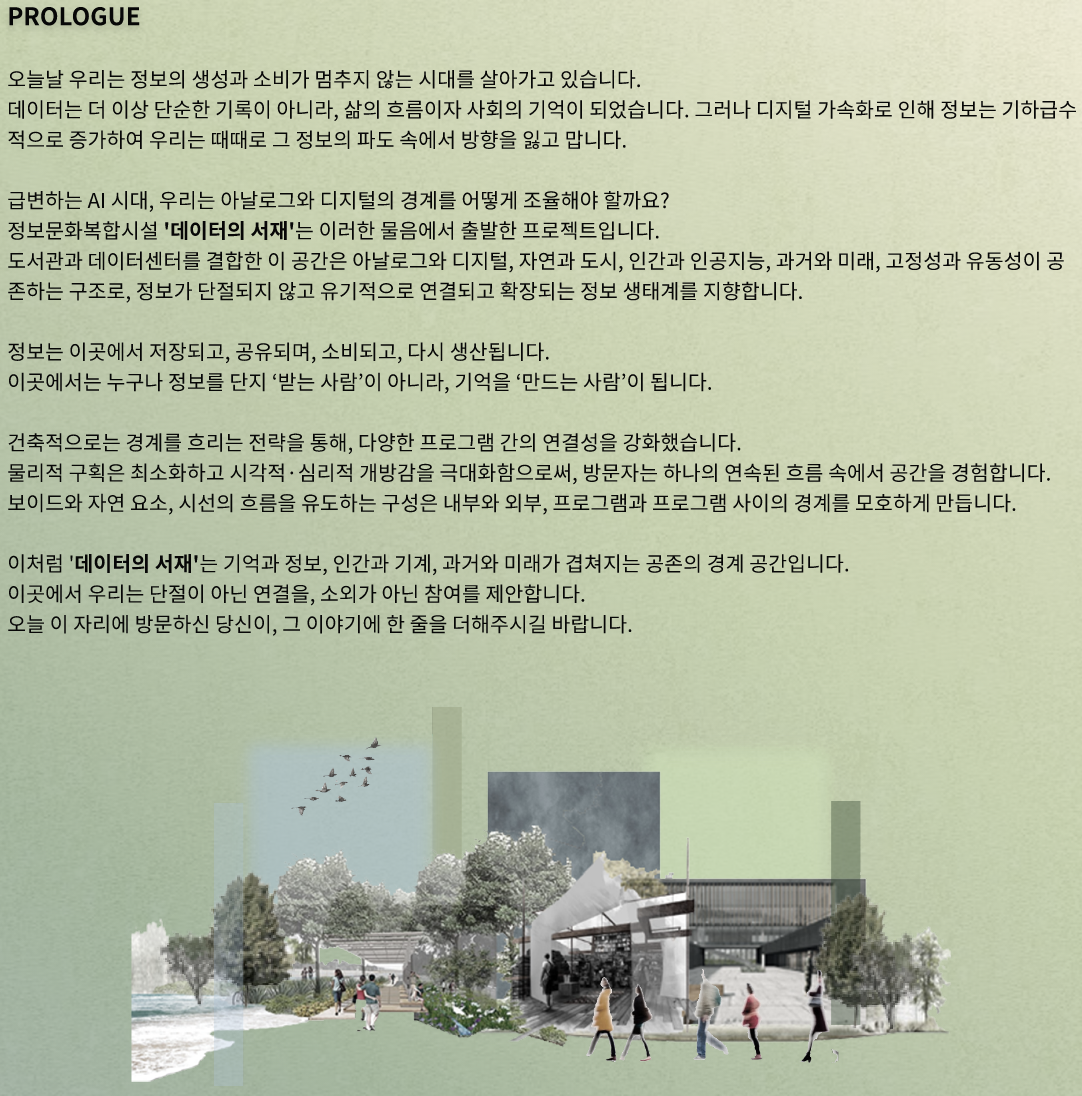 PROLOGUE
오늘날 우리는 정보의 생성과 소비가 멈추지 않는 시대를 살아가고 있습니다.
데이터는 더 이상 단순한 기록이 아니라, 삶의 흐름이자 사회의 기억이 되었습니다. 그러나 디지털 가속화로 인해 정보는 기하급수
적으로 증가하여 우리는 때때로 그 정보의 파도 속에서 방향을 잃고 맙니다.
급변하는 AI 시대, 우리는 아날로그와 디지털의 경계를 어떻게 조율해야 할까요?
정보문화복합시설 '데이터의 서재'는 이러한 물음에서 출발한 프로젝트입니다.
도서관과 데이터센터를 결합한 이 공간은 아날로그와 디지털, 자연과 도시, 인간과 인공지능, 과거와 미래, 고정성과 유동성이 공
존하는 구조로, 정보가 단절되지 않고 유기적으로 연결되고 확장되는 정보 생태계를 지향합니다.
정보는 이곳에서 저장되고, 공유되며, 소비되고, 다시 생산됩니다.
이곳에서는 누구나 정보를 단지 ‘받는 사람’이 아니라, 기억을 ‘만드는 사람’이 됩니다.
건축적으로는 경계를 흐리는 전략을 통해, 다양한 프로그램 간의 연결성을 강화했습니다.
물리적 구획은 최소화하고 시각적·심리적 개방감을 극대화함으로써, 방문자는 하나의 연속된 흐름 속에서 공간을 경험합니다.
보이드와 자연 요소, 시선의 흐름을 유도하는 구성은 내부와 외부, 프로그램과 프로그램 사이의 경계를 모호하게 만듭니다.
이처럼 '데이터의 서재'는 기억과 정보, 인간과 기계, 과거와 미래가 겹쳐지는 공존의 경계 공간입니다.
이곳에서 우리는 단절이 아닌 연결을, 소외가 아닌 참여를 제안합니다.
오늘 이 자리에 방문하신 당신이, 그 이야기에 한 줄을 더해주시길 바랍니다.